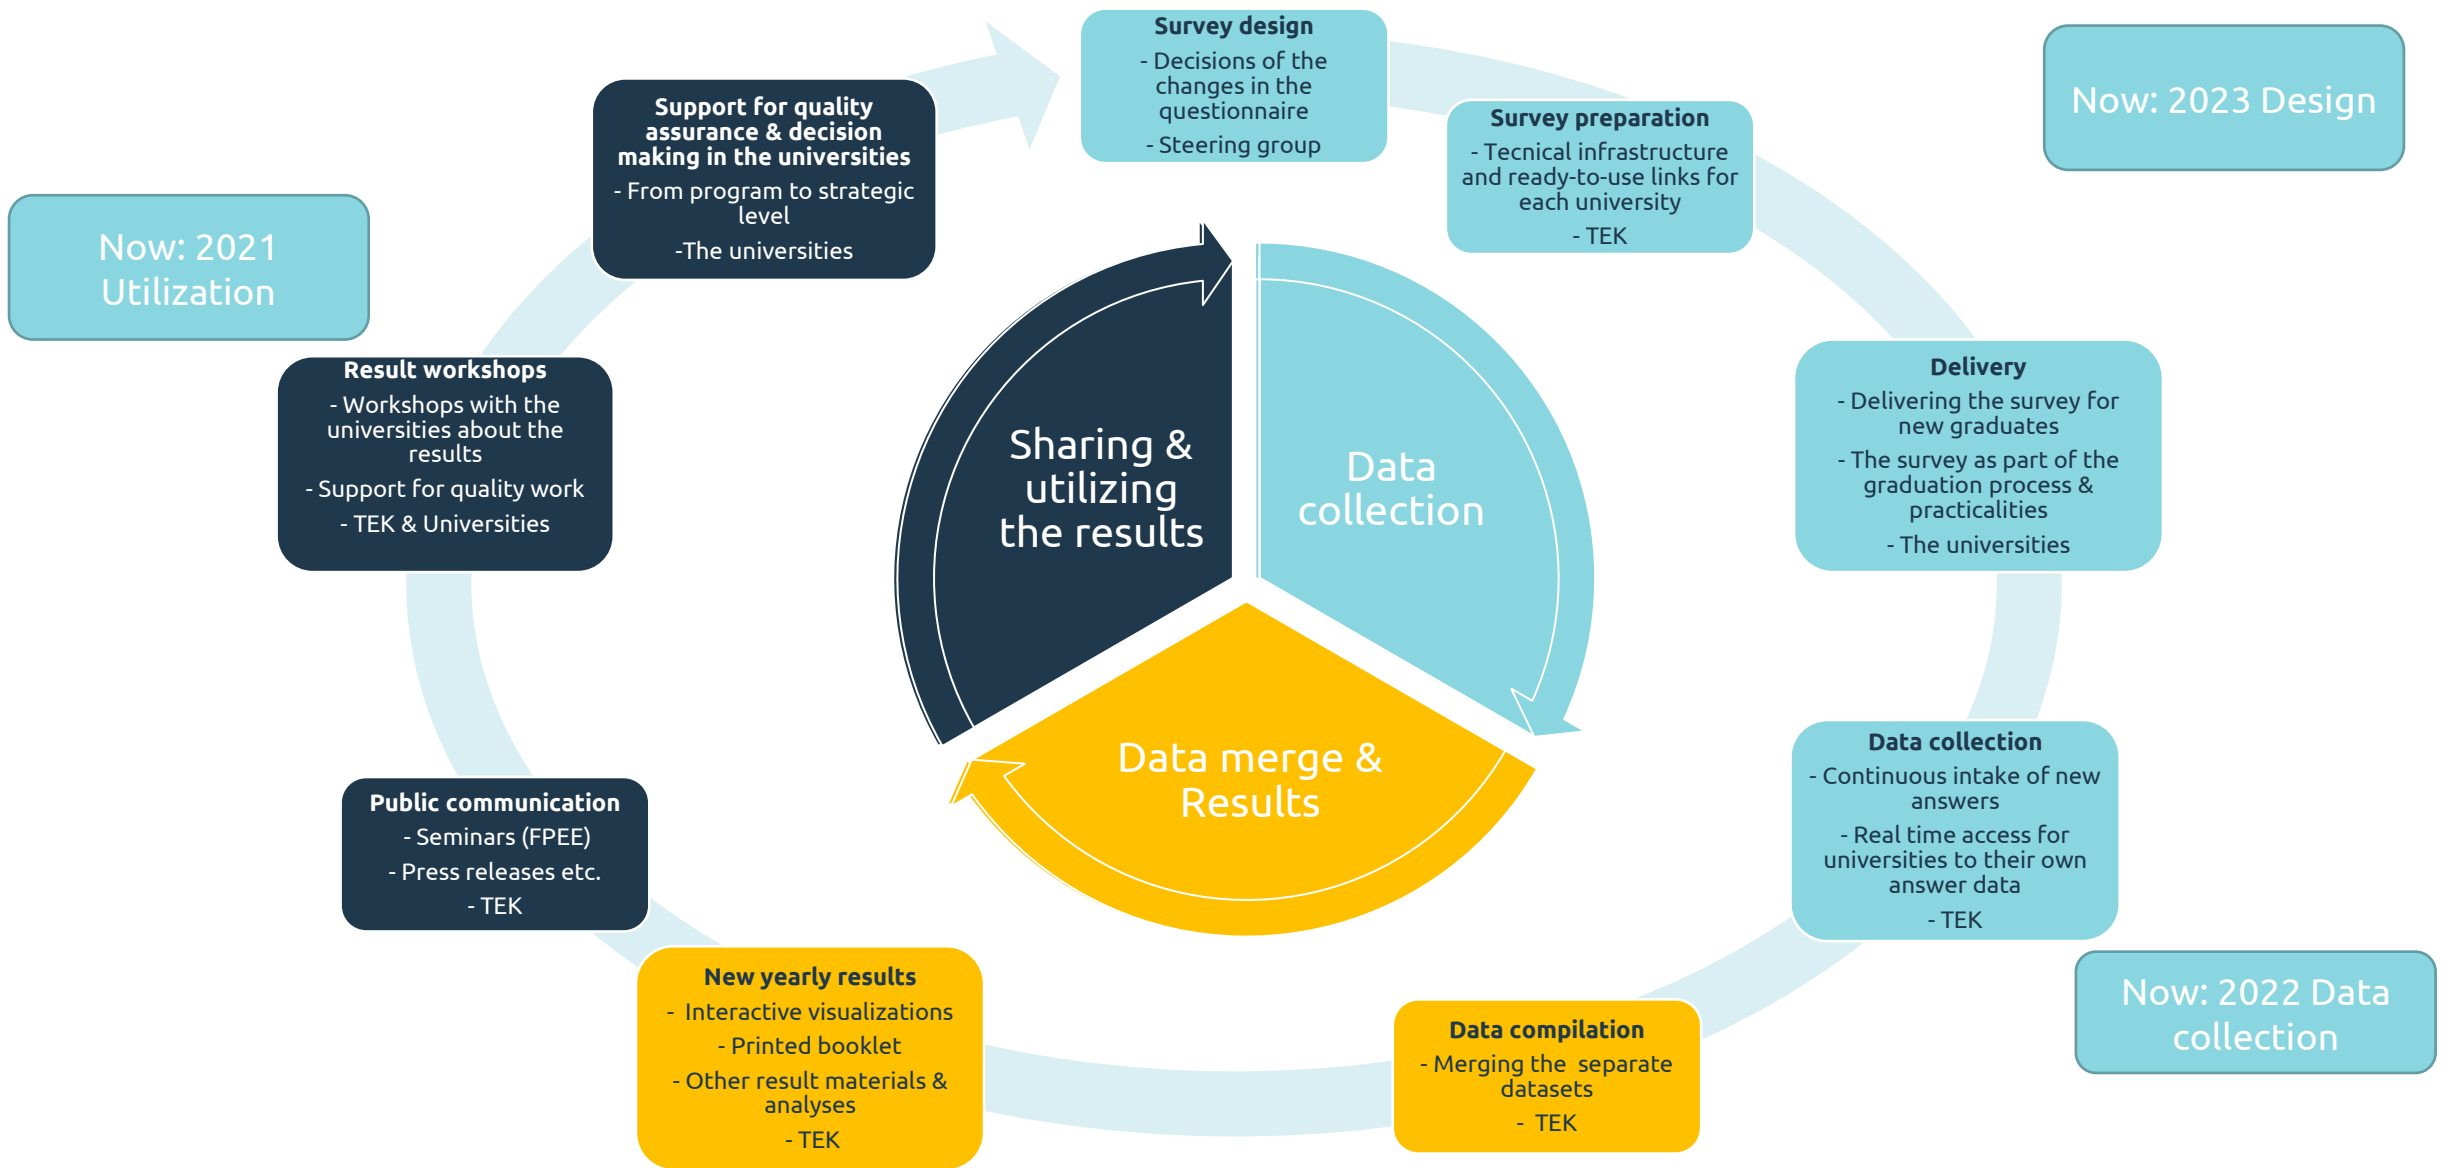 Survey design
- Decisions of the
changes in the
questionnaire
- Steering group
Now: 2023 Design
Survey preparation
- Tecnical infrastructure
and ready-to-use links for
each university
- TEK
Delivery
- Delivering the survey for
new graduates
- The survey as part of the
graduation process &
practicalities
- The universities
Data collection
- Continuous intake of new
answers
- Real time access for
universities to their own
answer data
- TEK
Now: 2022 Data
collection
Data compilation
- Merging the  separate
datasets
-  TEK
New yearly results
-  Interactive visualizations
- Printed booklet
- Other result materials &
analyses
- TEK
Public communication
- Seminars (FPEE)
- Press releases etc.
- TEK
Result workshops
- Workshops with the
universities about the
results
- Support for quality work
- TEK & Universities
Now: 2021
Utilization
Support for quality
assurance & decision
making in the universities
- From program to strategic
level
-The universities
Sharing &
utilizing
the results
Data
collection
Data merge &
Results